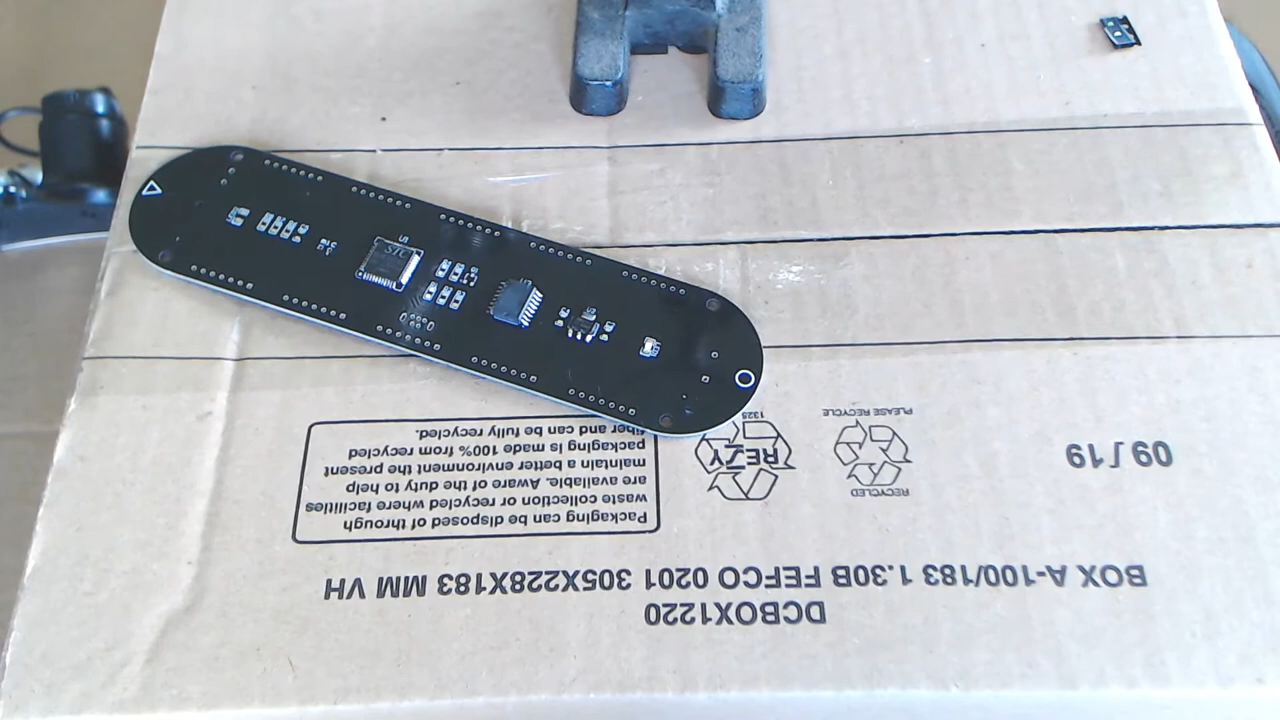 BOX A-100/183 1.30B FEFCO 0201 305X228X183 MM VH
DCBOX1220
Packaging can be disposed of through
waste collection or recycled where facilities
are available. Aware of the duty to help
maintain a better environment the present
packaging is made 100% from recycled
fiber and can be fully recycled.
RESY
1325
RECYCLED
PLEASE RECYCLE
09 19
STC
U1